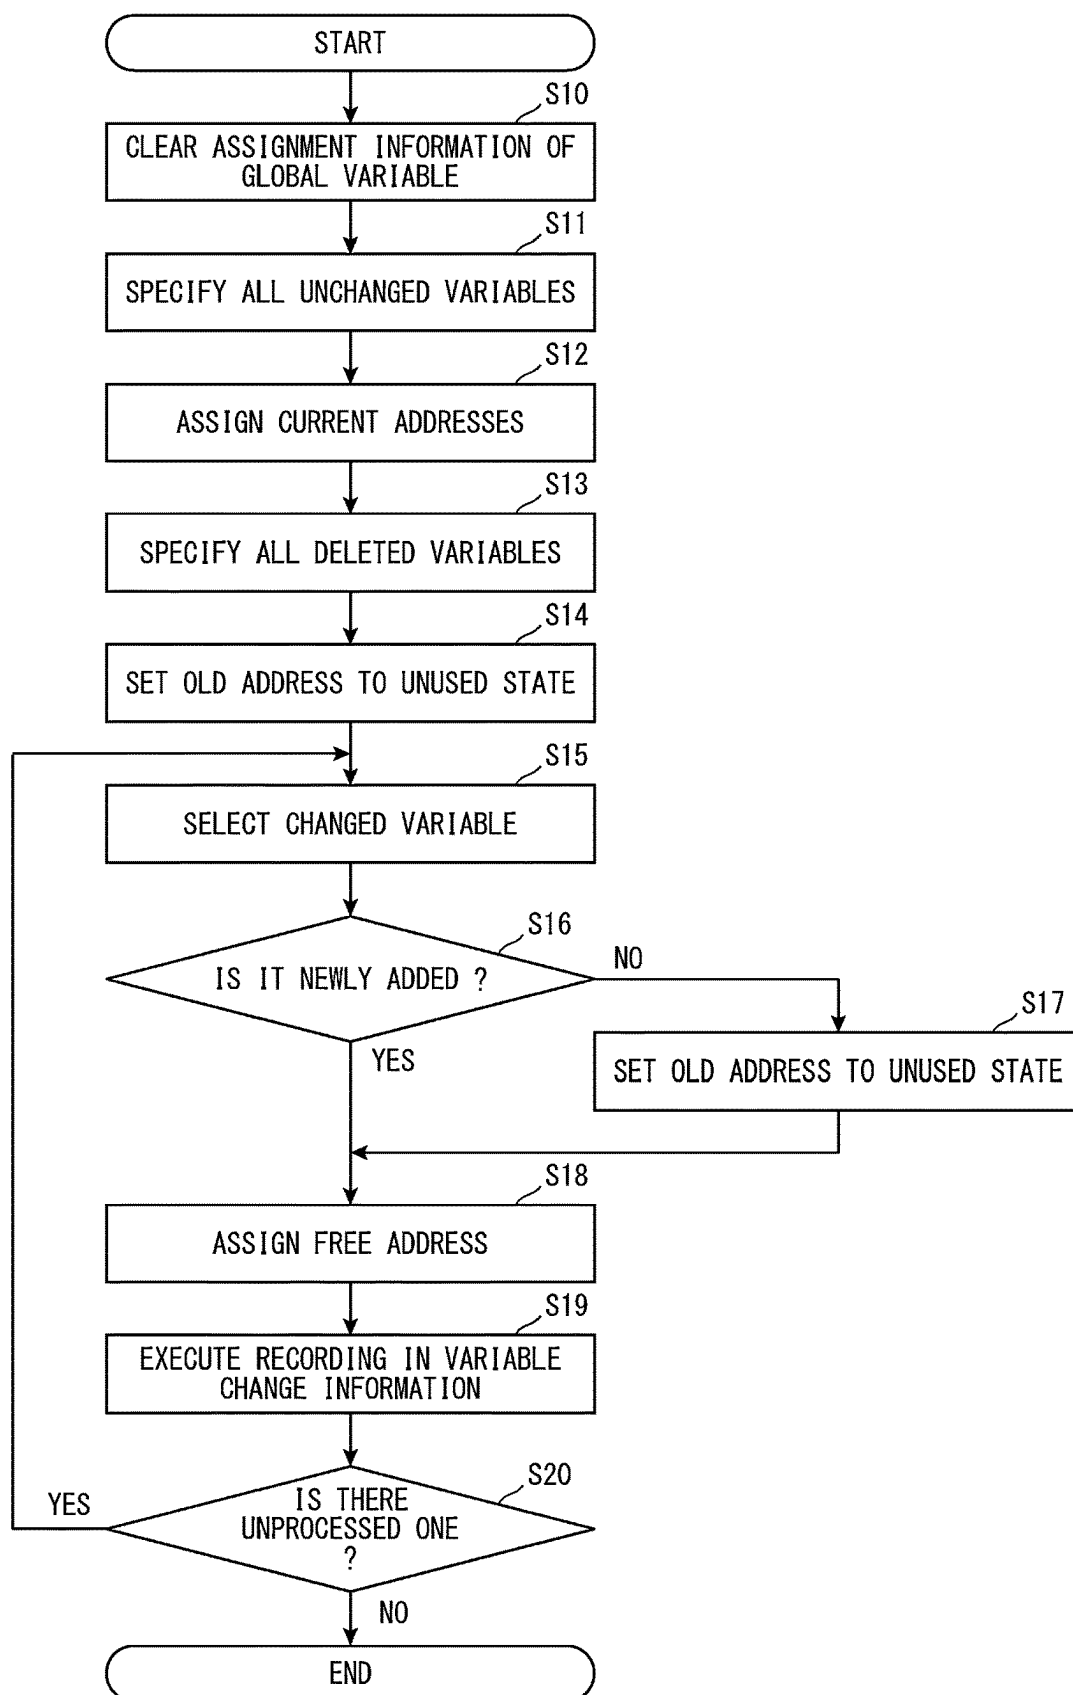 START
S10
CLEAR ASSIGNMENT INFORMATION OF
GLOBAL VARIABLE
S11
SPECIFY ALL UNCHANGED VARIABLES
S12
ASSIGN CURRENT ADDRESSES
S13
SPECIFY ALL DELETED VARIABLES
S14
SET OLD ADDRESS TO UNUSED STATE
S15
SELECT CHANGED VARIABLE
S16
IS IT NEWLY ADDED ?
NO
YES
S17
SET OLD ADDRESS TO UNUSED STATE
S18
ASSIGN FREE ADDRESS
S19
EXECUTE RECORDING IN VARIABLE
CHANGE INFORMATION
S20
IS THERE
UNPROCESSED ONE
?
YES
NO
END